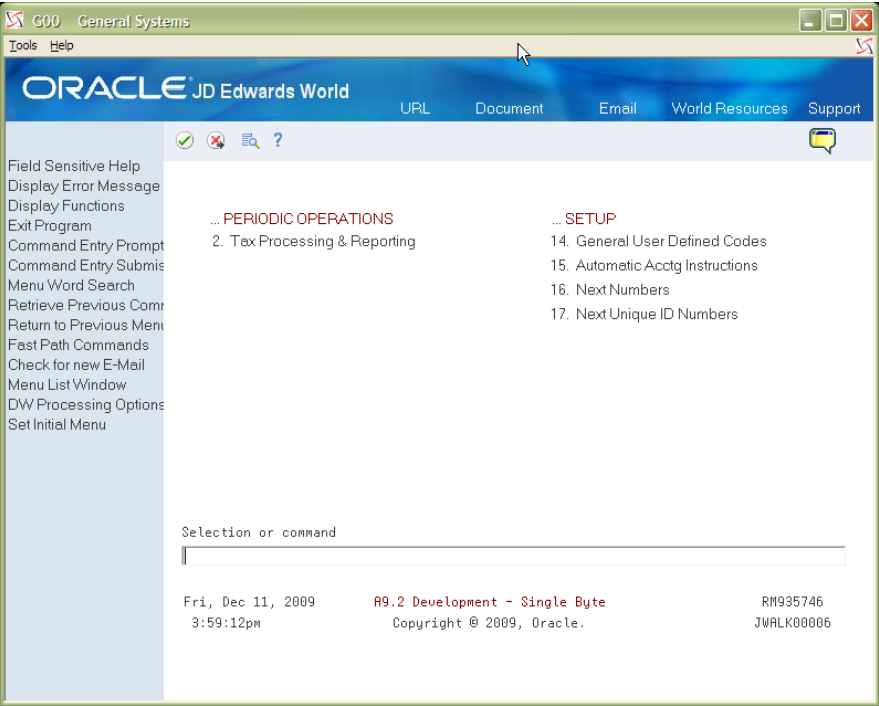 G00 General Systems
Tools Help
ORACLE JD Edwards World
URL Document Email World Resources Support
?
Field Sensitive Help
Display Error Message
Display Functions
Exit Program
Command Entry Prompt
Command Entry Submis
Menu Word Search
Retrieve Previous Comm
Return to Previous Menu
Fast Path Commands
Check for new E-Mail
Menu List Window
DW Processing Options
Set Initial Menu
... PERIODIC OPERATIONS
2. Tax Processing & Reporting
... SETUP
14. General User Defined Codes
15. Automatic Acctg Instructions
16. Next Numbers
17. Next Unique ID Numbers
Selection or command
Fri, Dec 11, 2009 A9.2 Development - Single Byte RM935746
3:59:12pm Copyright © 2009, Oracle. JWALK00006